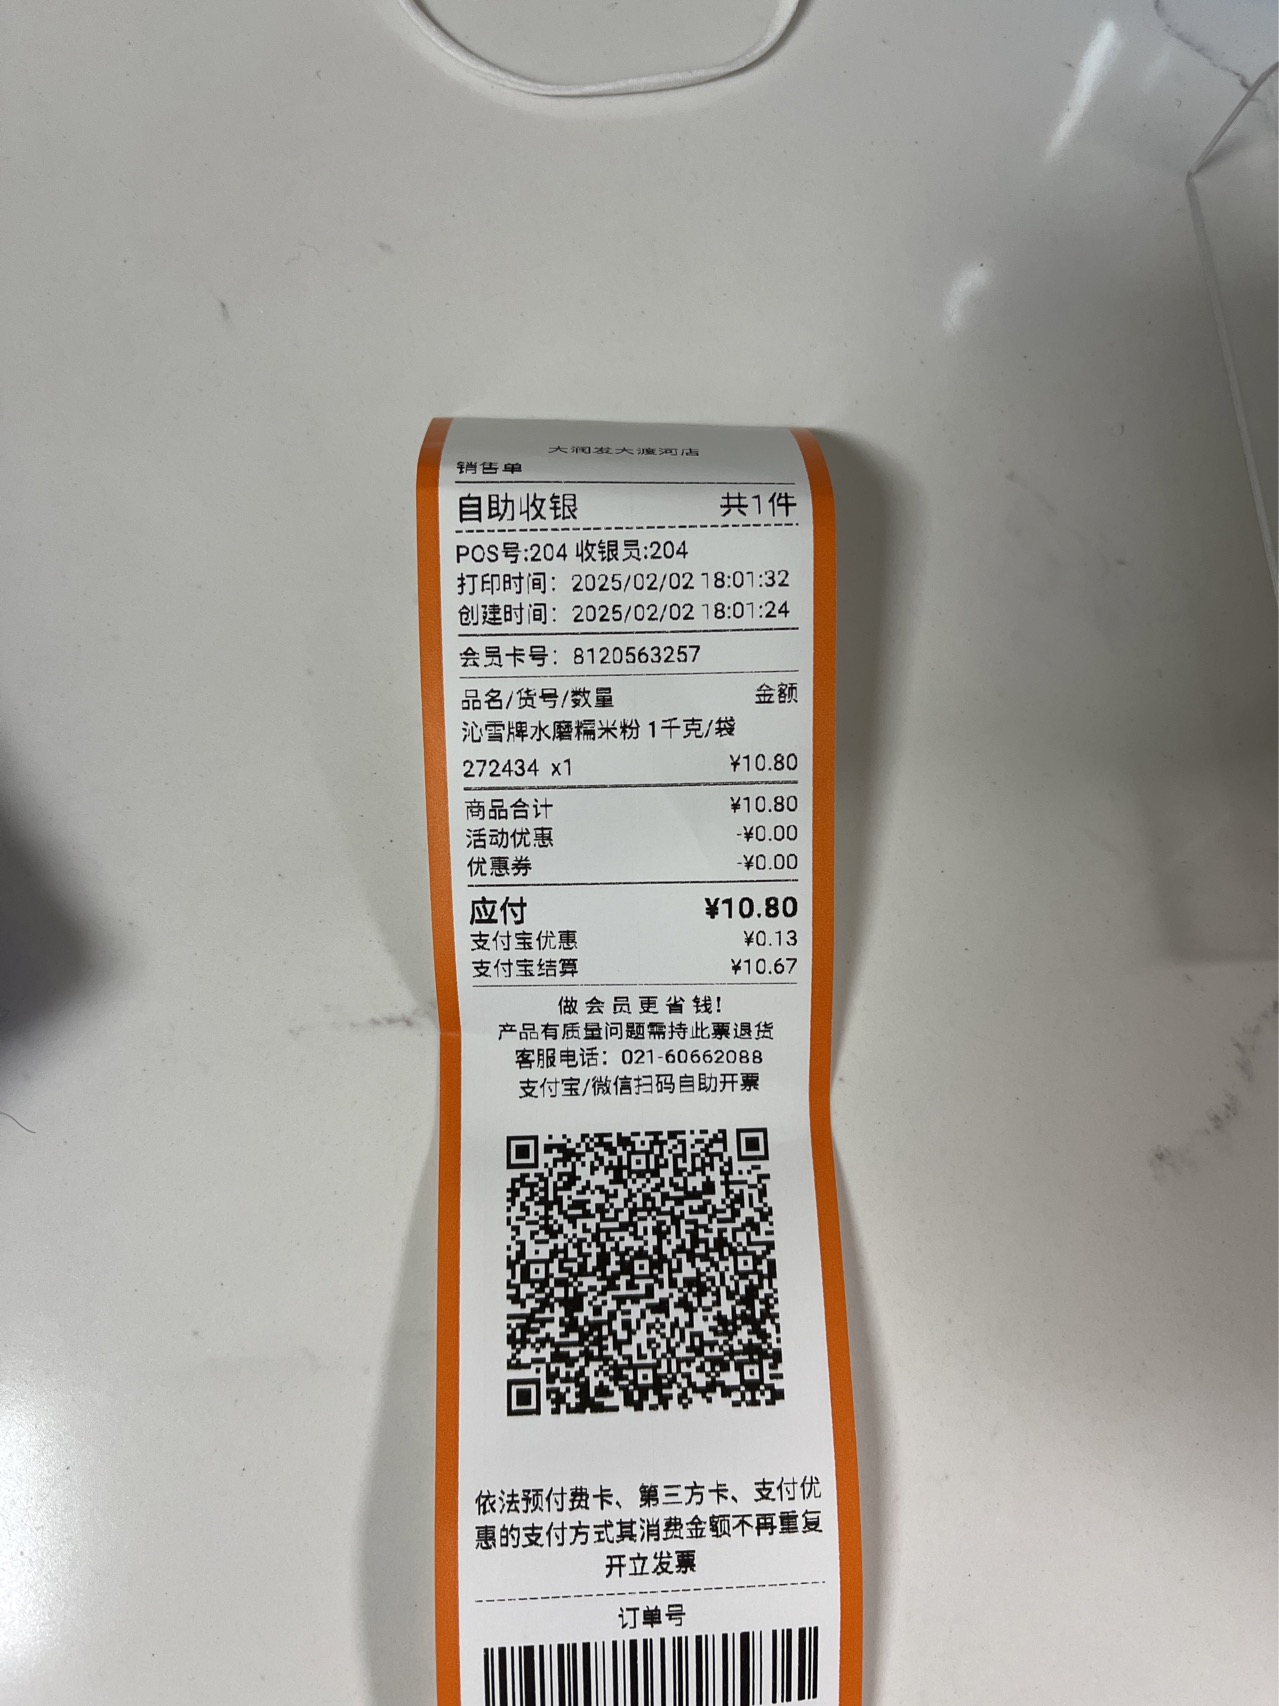 大润发大渡河店
销售单
自助收银 共1件
POS号:204 收银员:204
打印时间: 2025/02/02 18:01:32
创建时间: 2025/02/02 18:01:24
会员卡号: 8120563257
品名/货号/数量 金额
沁雪牌水磨糯米粉 1千克/袋
272434 x1 ¥10.80
商品合计 ¥10.80
活动优惠 -¥0.00
优惠券 -¥0.00
应付 ¥10.80
支付宝优惠 ¥0.13
支付宝结算 ¥10.67
做会员更省钱!
产品有质量问题需持此票退货
客服电话: 021-60662088
支付宝/微信扫码自助开票
依法预付费卡、第三方卡、支付优
惠的支付方式其消费金额不再重复
开立发票
订单号